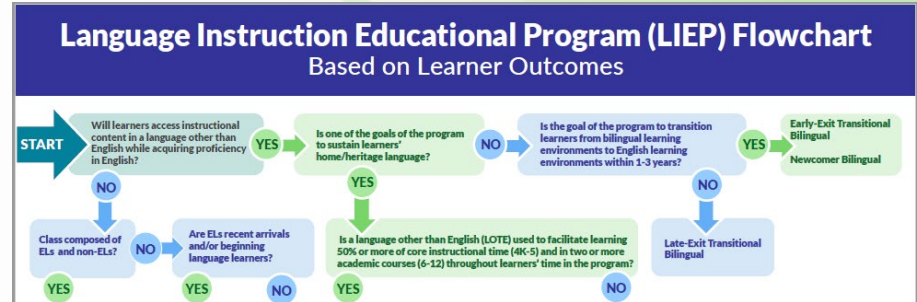 Language Instruction Educational Program (LIEP) Flowchart
Based on Learner Outcomes
START
Will learners access instructional
content in a language other than
English while acquiring proficiency
in English?
YES
Is one of the goals of the program
to sustain learners'
home/heritage language?
NO
Is the goal of the program to transition
learners from bilingual learning
environments to English learning
environments within 1-3 years?
YES
Early-Exit Transitional
Bilingual
Newcomer Bilingual
NO
YES
NO
Class composed of
ELs and non-ELs?
NO
Are ELs recent arrivals
and/or beginning
language learners?
Is a language other than English (LOTE) used to facilitate learning
50% or more of core instructional time (4K-5) and in two or more
academic courses (6-12) throughout learners' time in the program?
Late-Exit Transitional
Bilingual
YES
YES
NO
YES
NO